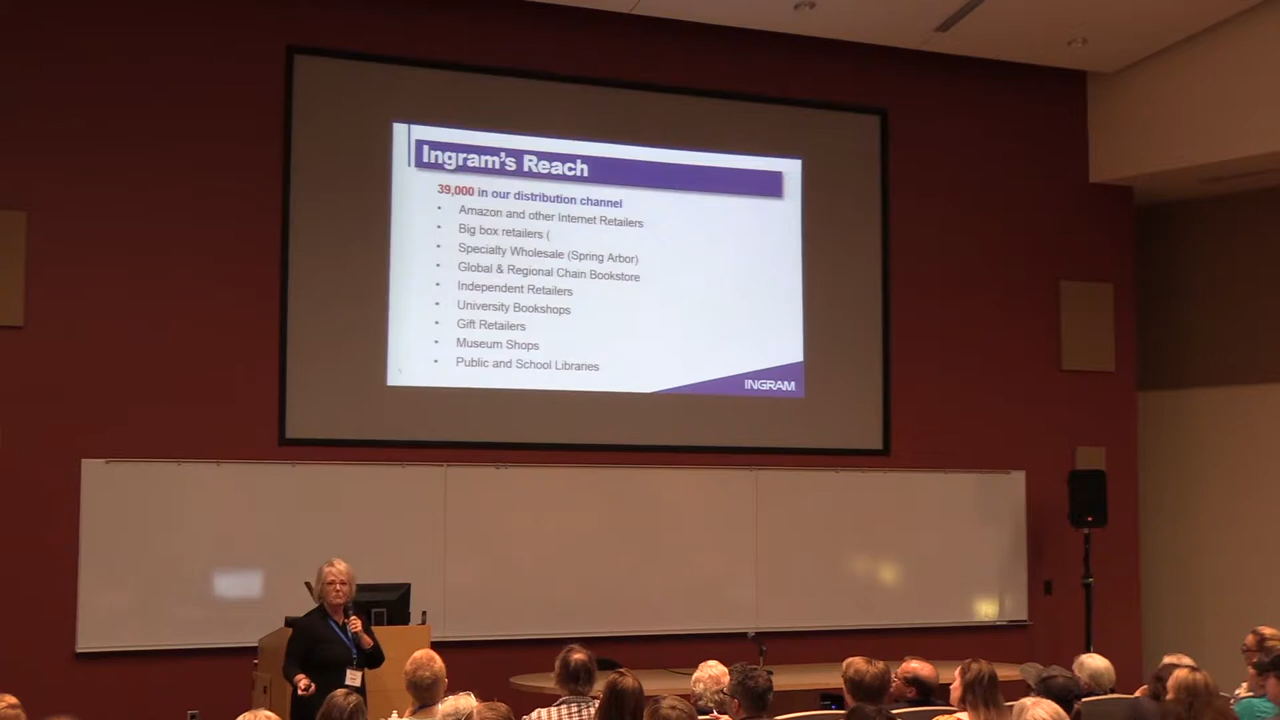 Ingram's Reach
39,000 in our distribution channel
• Amazon and other Internet Retailers
• Big box retailers (
• Specialty Wholesale (Spring Arbor)
• Global & Regional Chain Bookstore
• Independent Retailers
• University Bookshops
• Gift Retailers
• Museum Shops
• Public and School Libraries
INGRAM